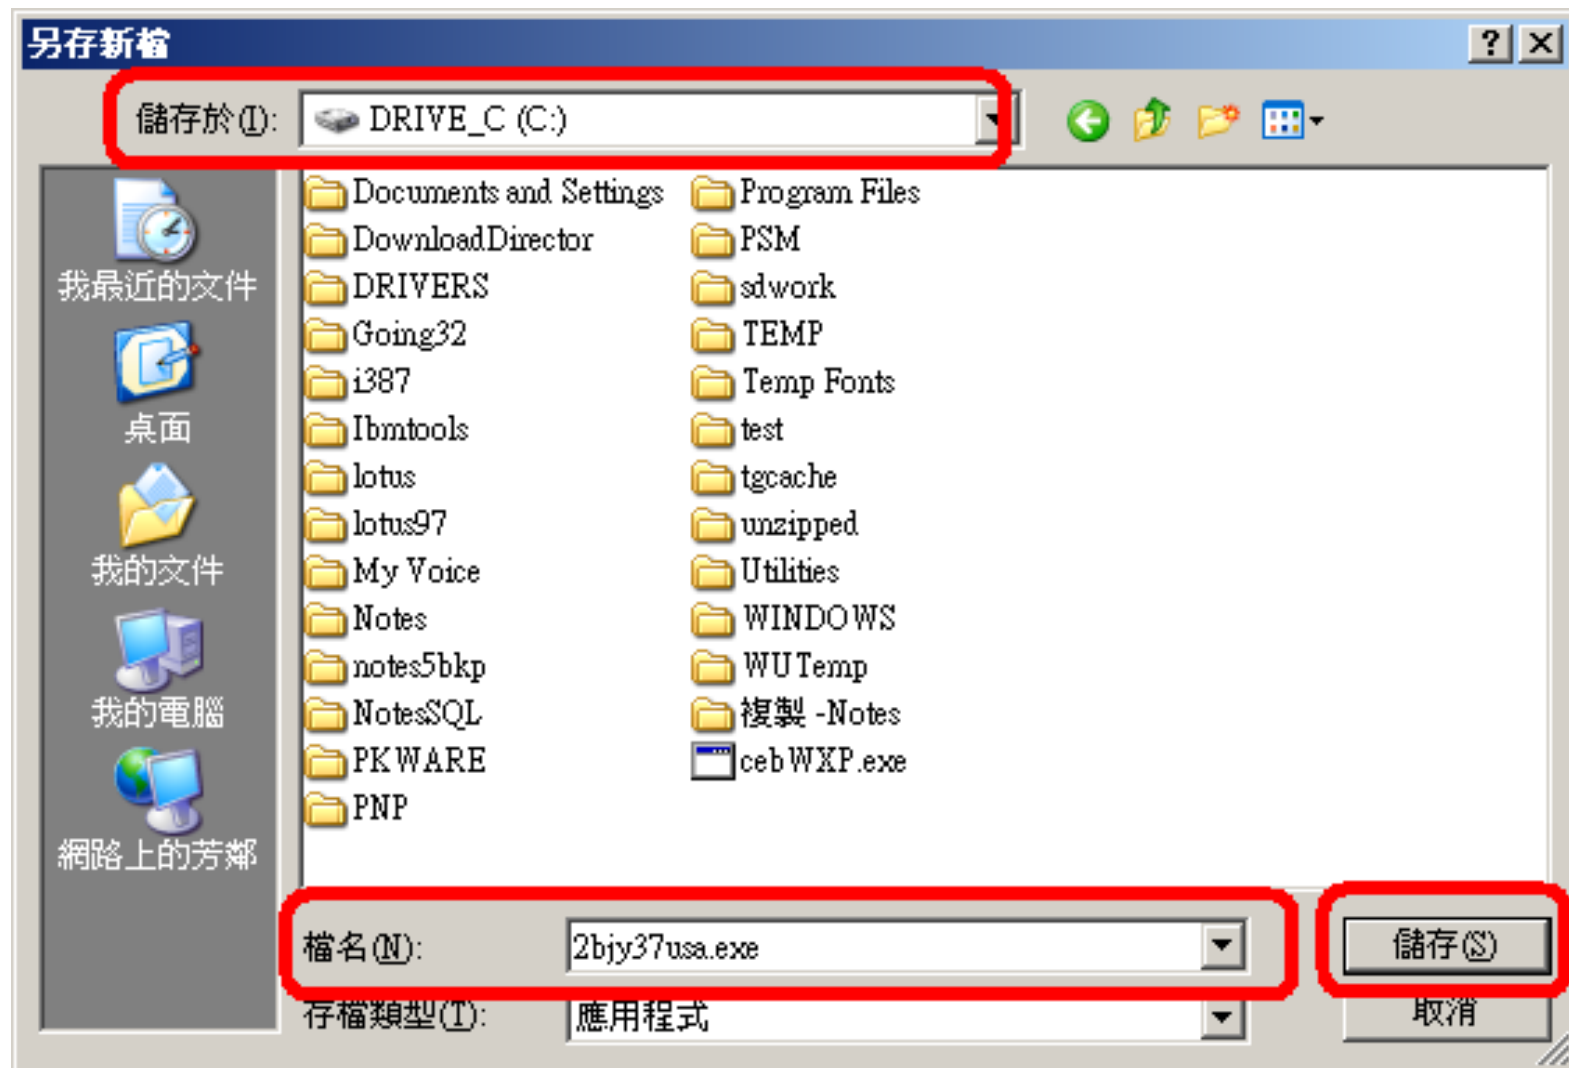 另存新檔
儲存於(I):
DRIVE_C (C:)
我最近的文件
桌面
我的文件
我的電腦
網路上的芳鄰
Documents and Settings
DownloadDirector
DRIVERS
Going32
i387
Ibmtools
lotus
lotus97
My Voice
Notes
notes5bkp
NotesSQL
PKWARE
PNP
Program Files
PSM
sdwork
TEMP
Temp Fonts
test
tgcache
unzipped
Utilities
WINDOWS
WUTemp
複製 -Notes
cebWXP.exe
檔名(N):
2bjy37usa.exe
儲存(S)
存檔類型(T):
應用程式
取消